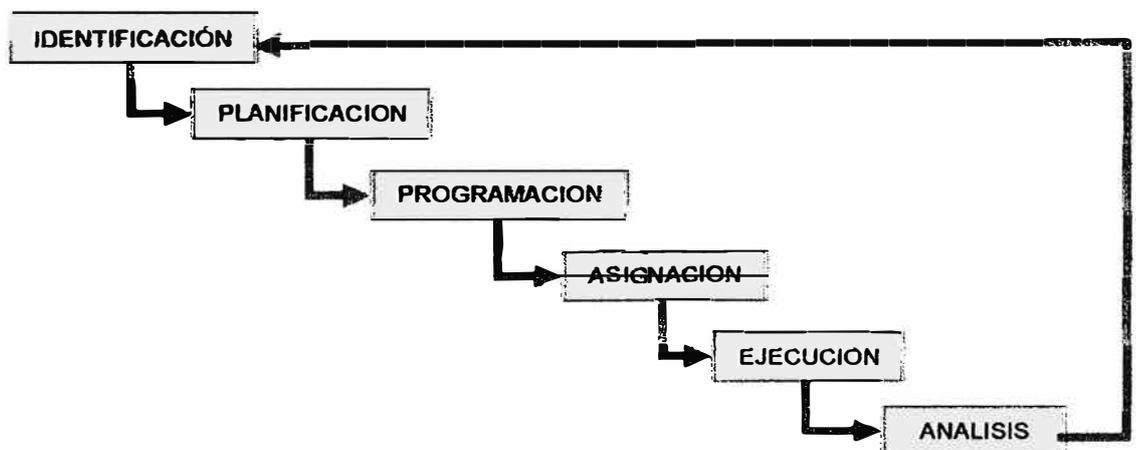 IDENTIFICACIÓN
PLANIFICACION
PROGRAMACION
ASIGNACION
EJECUCIÓN
ANALISIS